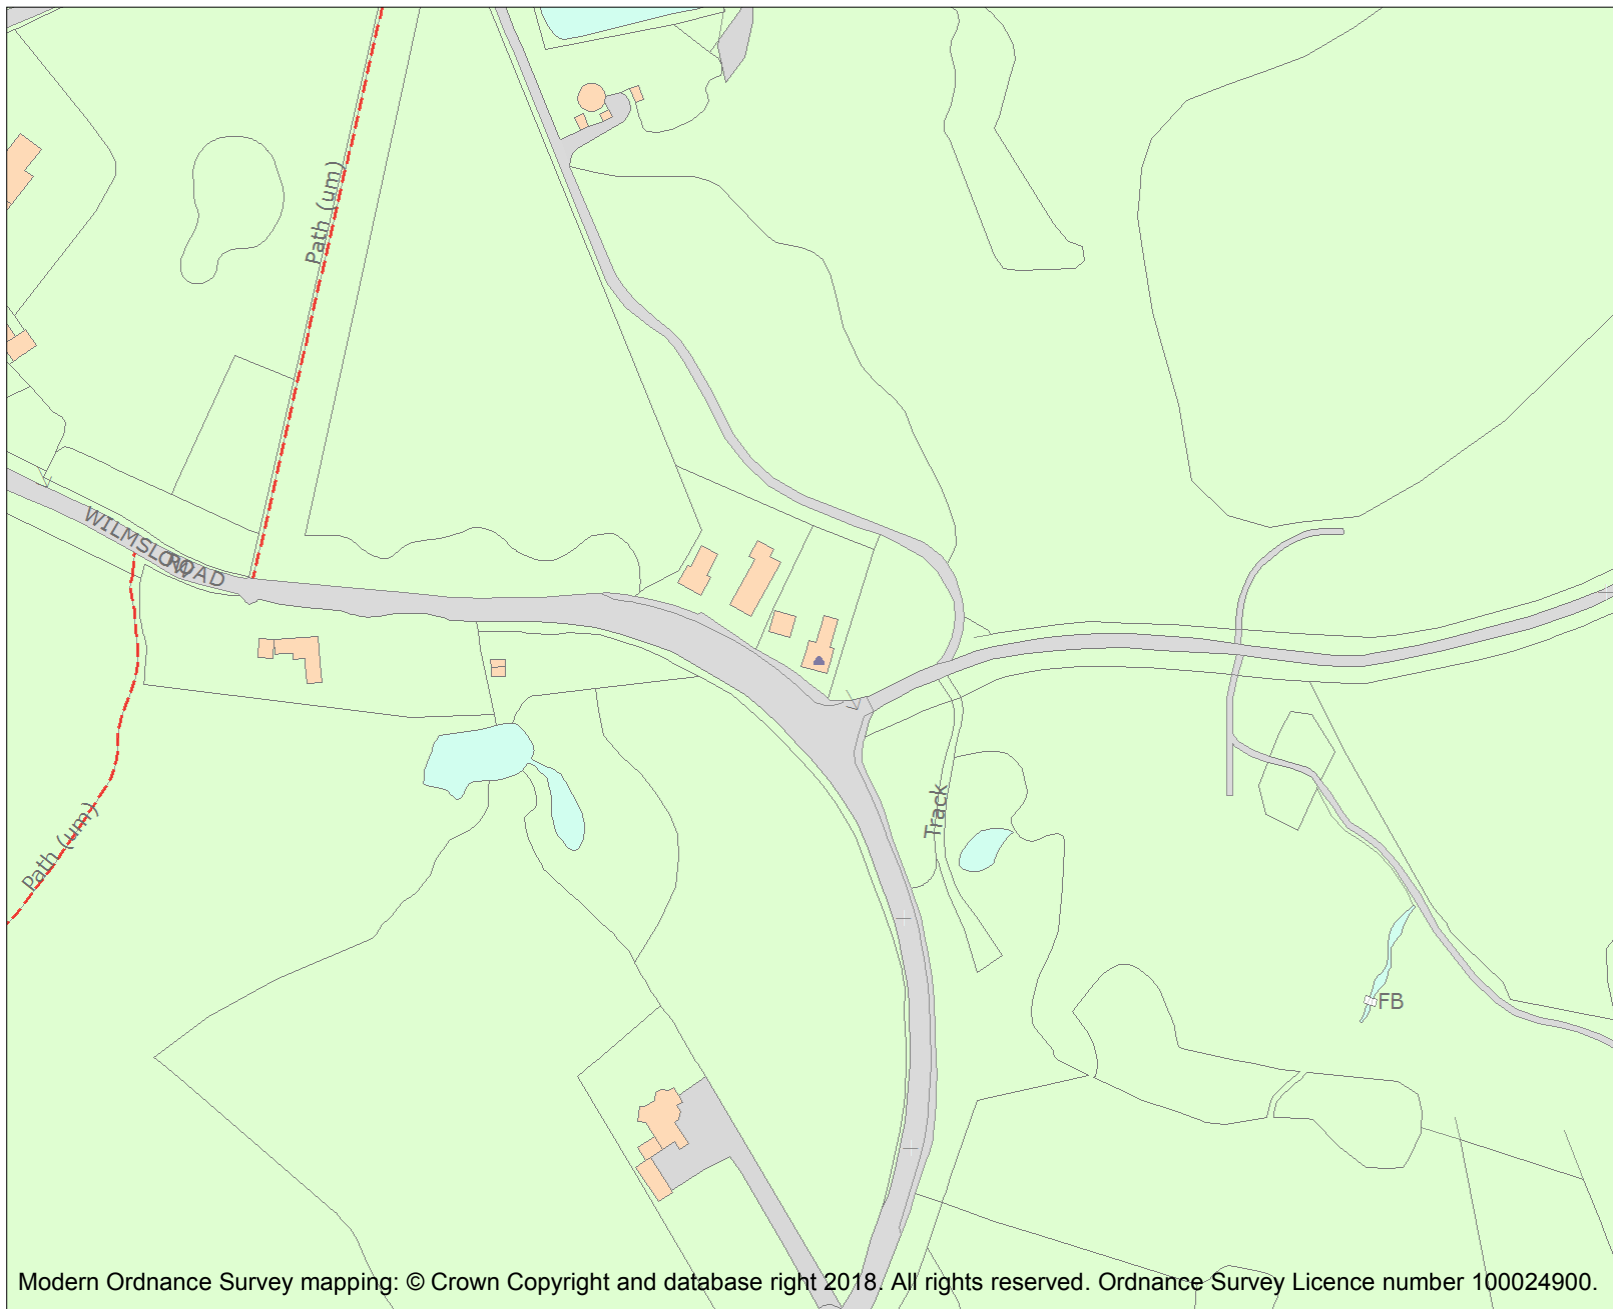 Path (um)
WILMSLOW
ROAD
Track
Path (um)
FB
Modern Ordnance Survey mapping: © Crown Copyright and database right 2018. All rights reserved. Ordnance Survey Licence number 100024900.